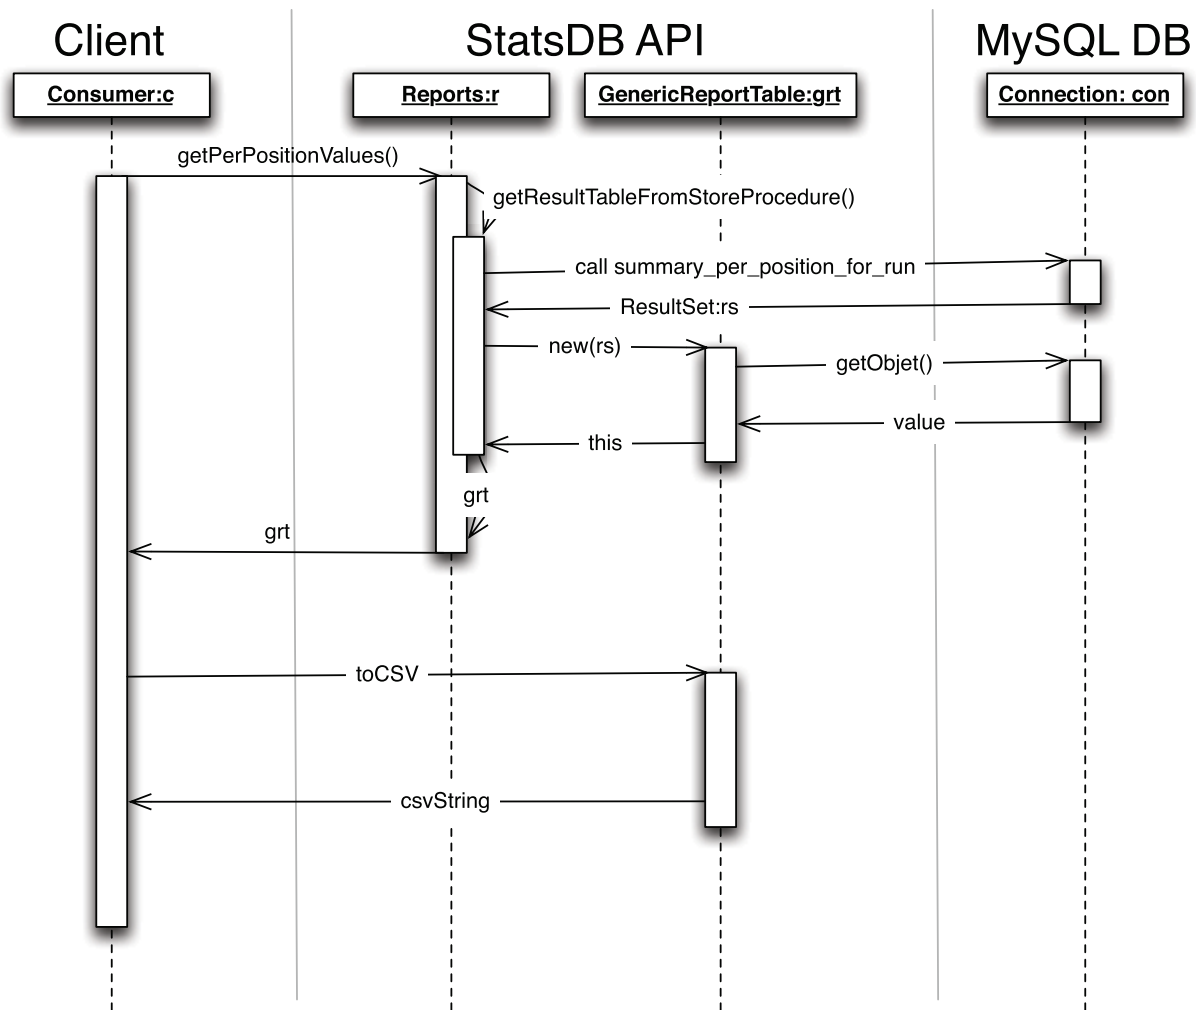 Client
StatsDB API
MySQL DB
Consumer:c
Reports:r
GenericReportTable:grt
Connection: con
getPerPositionValues()
getResultTableFromStoreProcedure()
call summary_per_position_for_run
ResultSet:rs
new(rs)
getObjet()
value
this
grt
grt
toCSV
csvString